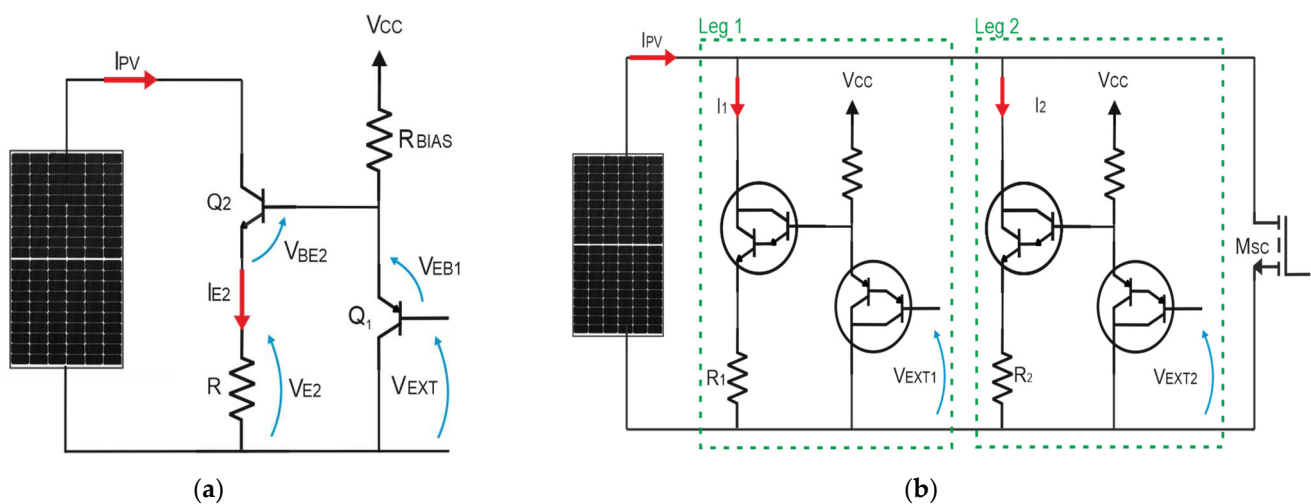 VCC
IPV
RBIAS
Q2
VBE2
VEB1
IE2
Q1
R
VE2
VEXT
(a)
Leg 1
Leg 2
IPV
I1
VCC
I2
VCC
MSC
R1
VEXT1
R2
VEXT2
(b)